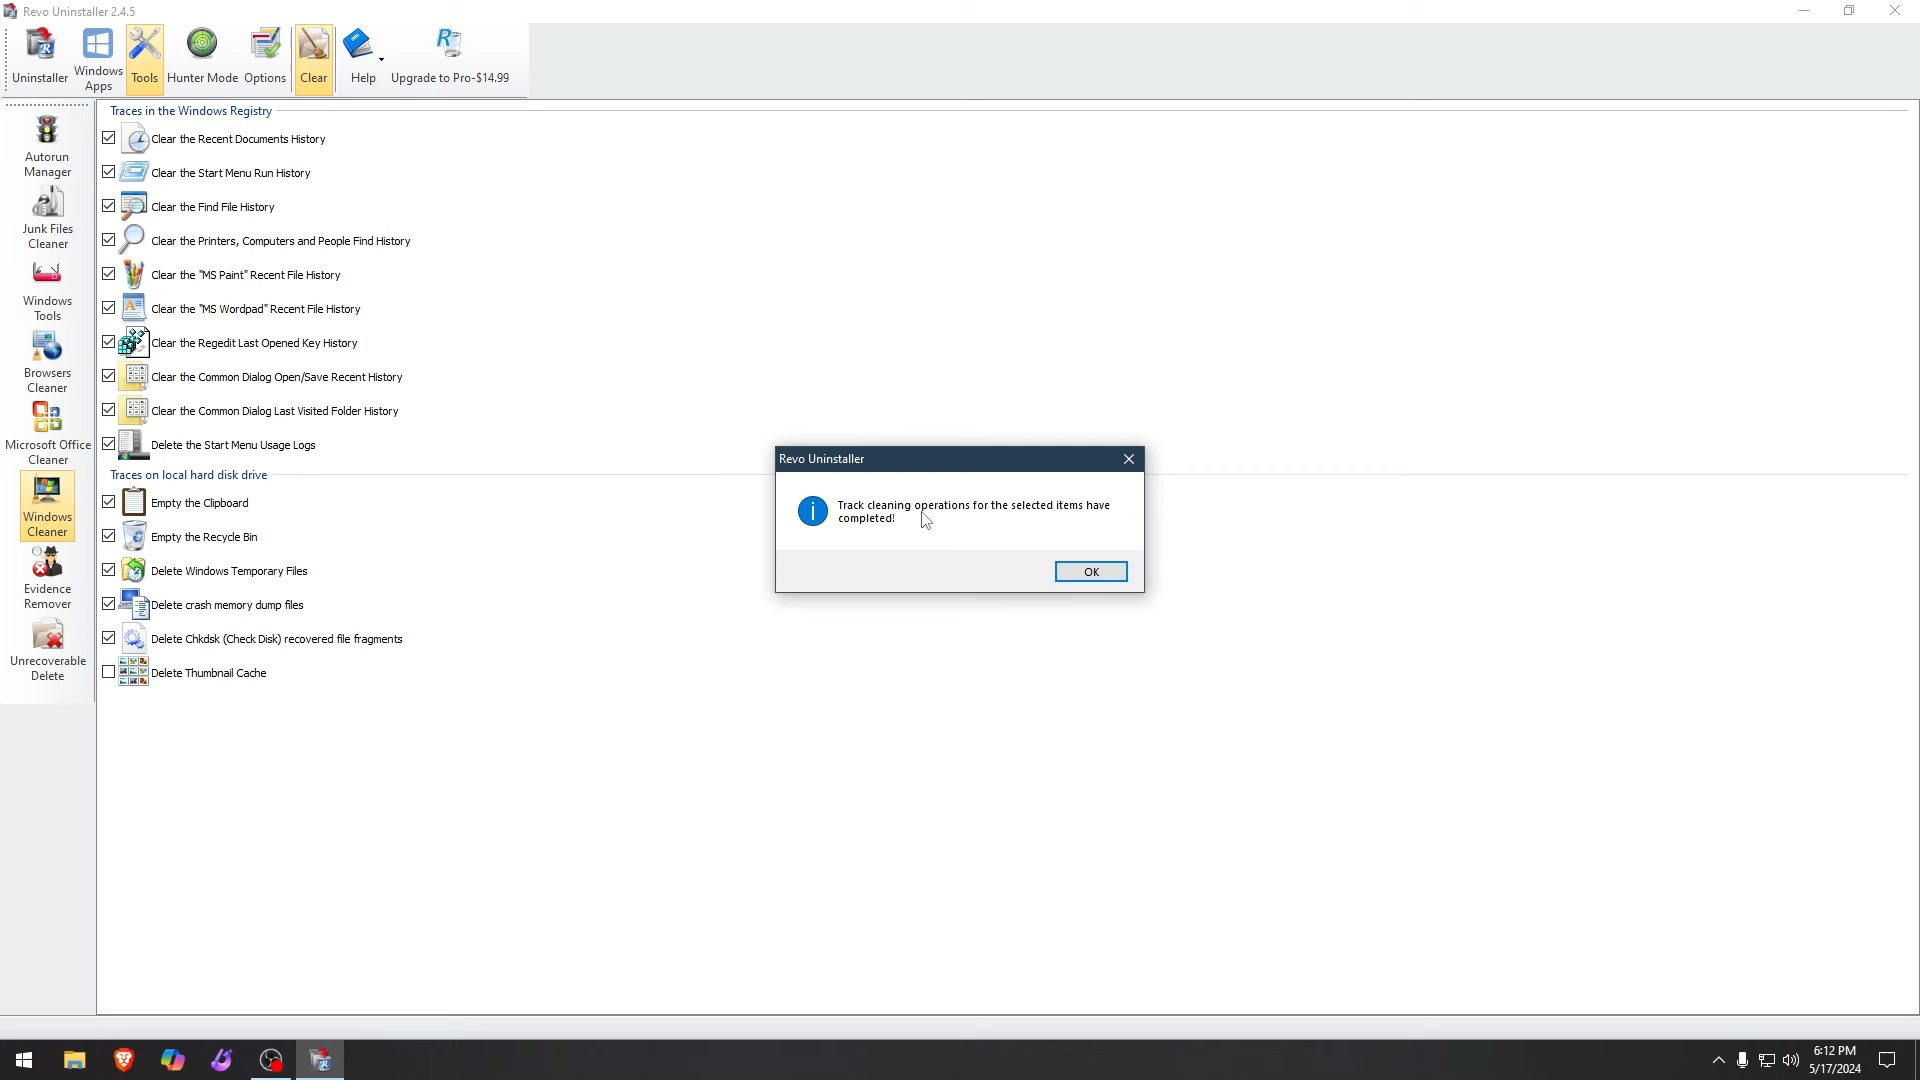 Revo Uninstaller 2.4.5
Uninstaller
Windows
Apps
Tools
Hunter Mode
Options
Clear
Help
Upgrade to Pro-$14.99
Autorun
Manager
Junk Files
Cleaner
Windows
Tools
Browsers
Cleaner
Microsoft Office
Cleaner
Windows
Cleaner
Evidence
Remover
Unrecoverable
Delete
Traces in the Windows Registry
Clear the Recent Documents History
Clear the Start Menu Run History
Clear the Find File History
Clear the Printers, Computers and People Find History
Clear the "MS Paint" Recent File History
Clear the "MS Wordpad" Recent File History
Clear the Regedit Last Opened Key History
Clear the Common Dialog Open/Save Recent History
Clear the Common Dialog Last Visited Folder History
Delete the Start Menu Usage Logs
Traces on local hard disk drive
Empty the Clipboard
Empty the Recycle Bin
Delete Windows Temporary Files
Delete crash memory dump files
Delete Chkdsk (Check Disk) recovered file fragments
Delete Thumbnail Cache
Revo Uninstaller
Track cleaning operations for the selected items have
completed!
OK
6:12 PM
5/17/2024